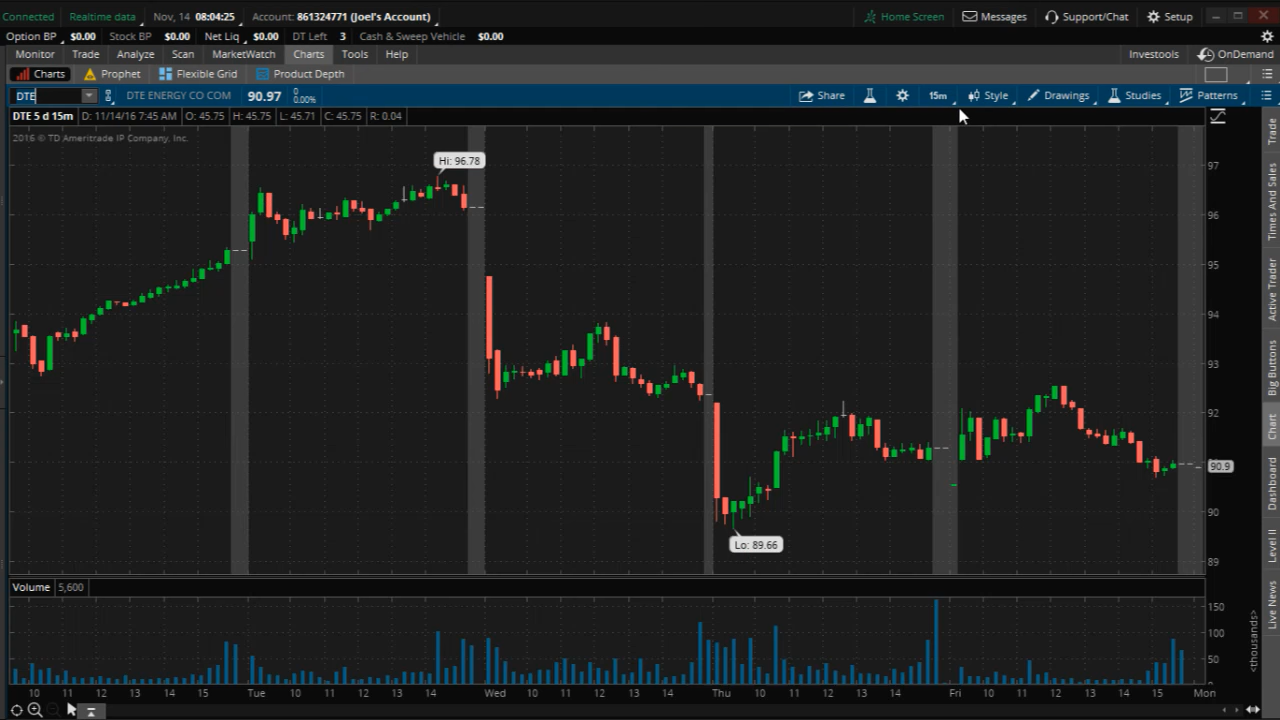 Connected Realtime data Nov, 14 08:04:25 Account: 861324771 (Joel's Account) Home Screen Messages Support/Chat Setup
Option BP $0.00 Stock BP $0.00 Net Liq $0.00 DT Left 3 Cash & Sweep Vehicle $0.00
Monitor Trade Analyze Scan MarketWatch Charts Tools Help Investools OnDemand
Charts Prophet Flexible Grid Product Depth
DTE DTE ENERGY CO COM 90.97 0 0.00% Share 15m Style Drawings Studies Patterns
DTE 5 d 15m D: 11/14/16 7:45 AM O: 45.75 H: 45.75 L: 45.71 C: 45.75 R: 0.04
2016 © TD Ameritrade IP Company, Inc.
Hi: 96.78
97
96
95
94
93
92
90.9
90
Lo: 89.66
89
Volume 5,600
150
100
50
<thousands>
10 11 12 13 14 15 Tue 10 11 12 13 14 Wed 10 11 12 13 14 Thu 10 11 12 13 14 Fri 10 11 12 13 14 15 Mon
Trade
Times And Sales
Active Trader
Big Buttons
Chart
Dashboard
Level II
Live News